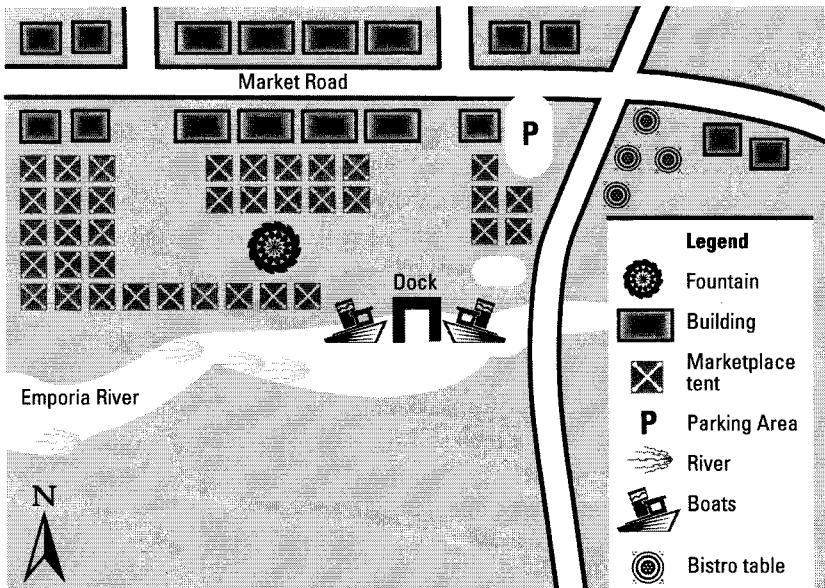 Market Road
P
Dock
Emporia River
N
Legend
Fountain
Building
Marketplace
tent
P Parking Area
River
Boats
Bistro table